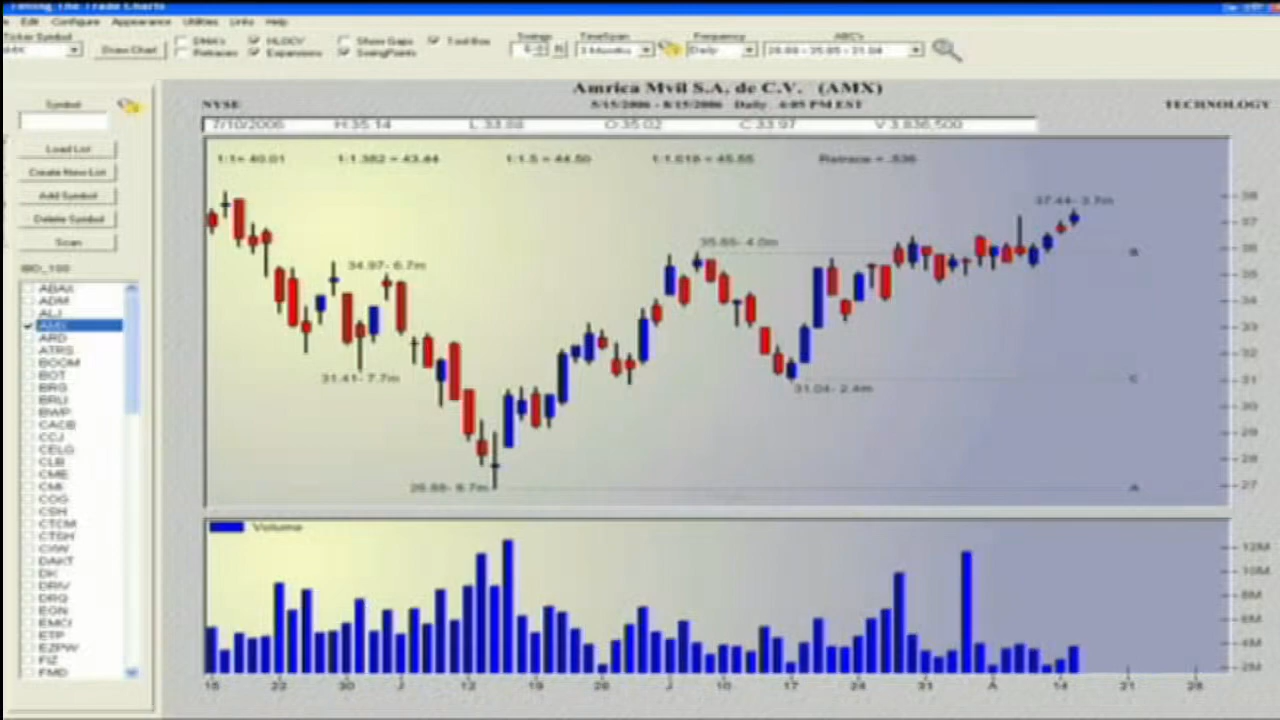 Timing The Trade Charts
Edit Configure Appearance Utilities Links Help
Ticker Symbol
AMX
Draw Chart
DMA's
Retraces
HLOCV
Expansions
Show Gaps
SwingPoints
Tool Box
Swings
TimeSpan
3 Months
Frequency
Daily
ABC's
26.88 - 35.85 - 31.04
Amrica Mvil S.A. de C.V. (AMX)
NYSE
5/15/2006 - 8/15/2006 Daily 4:05 PM EST
TECHNOLOGY
7/10/2006 H:35.14 L:33.88 O:35.02 C:33.97 V:3,836,500
1:1= 40.01 1:1.382 = 43.44 1:1.5 = 44.50 1:1.618 = 45.55 Retrace = .536
Symbol
Load List
Create New List
Add Symbol
Delete Symbol
Scan
IBD_100
ABAX
ADM
ALJ
AMX
ARD
ATRS
BOOM
BOT
BRG
BRLI
BWP
CACB
CCJ
CELG
CLB
CME
CMI
COG
CSH
CTCM
CTSH
CXW
DAKT
DK
DRIV
DRQ
EGN
EMCI
ETP
EZPW
FIZ
FMD
37.44- 3.7m
35.85- 4.0m
34.97- 6.7m
31.41- 7.7m
31.04- 2.4m
26.88- 8.7m
B
C
A
38
37
36
35
34
33
32
31
30
29
28
27
Volume
12M
10M
8M
6M
4M
2M
15 22 30 J 12 19 26 J 10 17 24 31 A 14 21 28